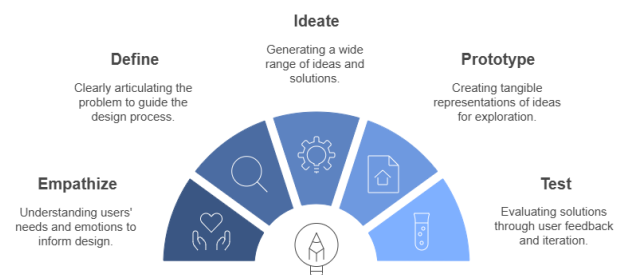 Ideate
Generating a wide
range of ideas and
solutions.
Define
Clearly articulating the
problem to guide the
design process.
Prototype
Creating tangible
representations of ideas
for exploration.
Empathize
Understanding users'
needs and emotions to
inform design.
Test
Evaluating solutions
through user feedback
and iteration.